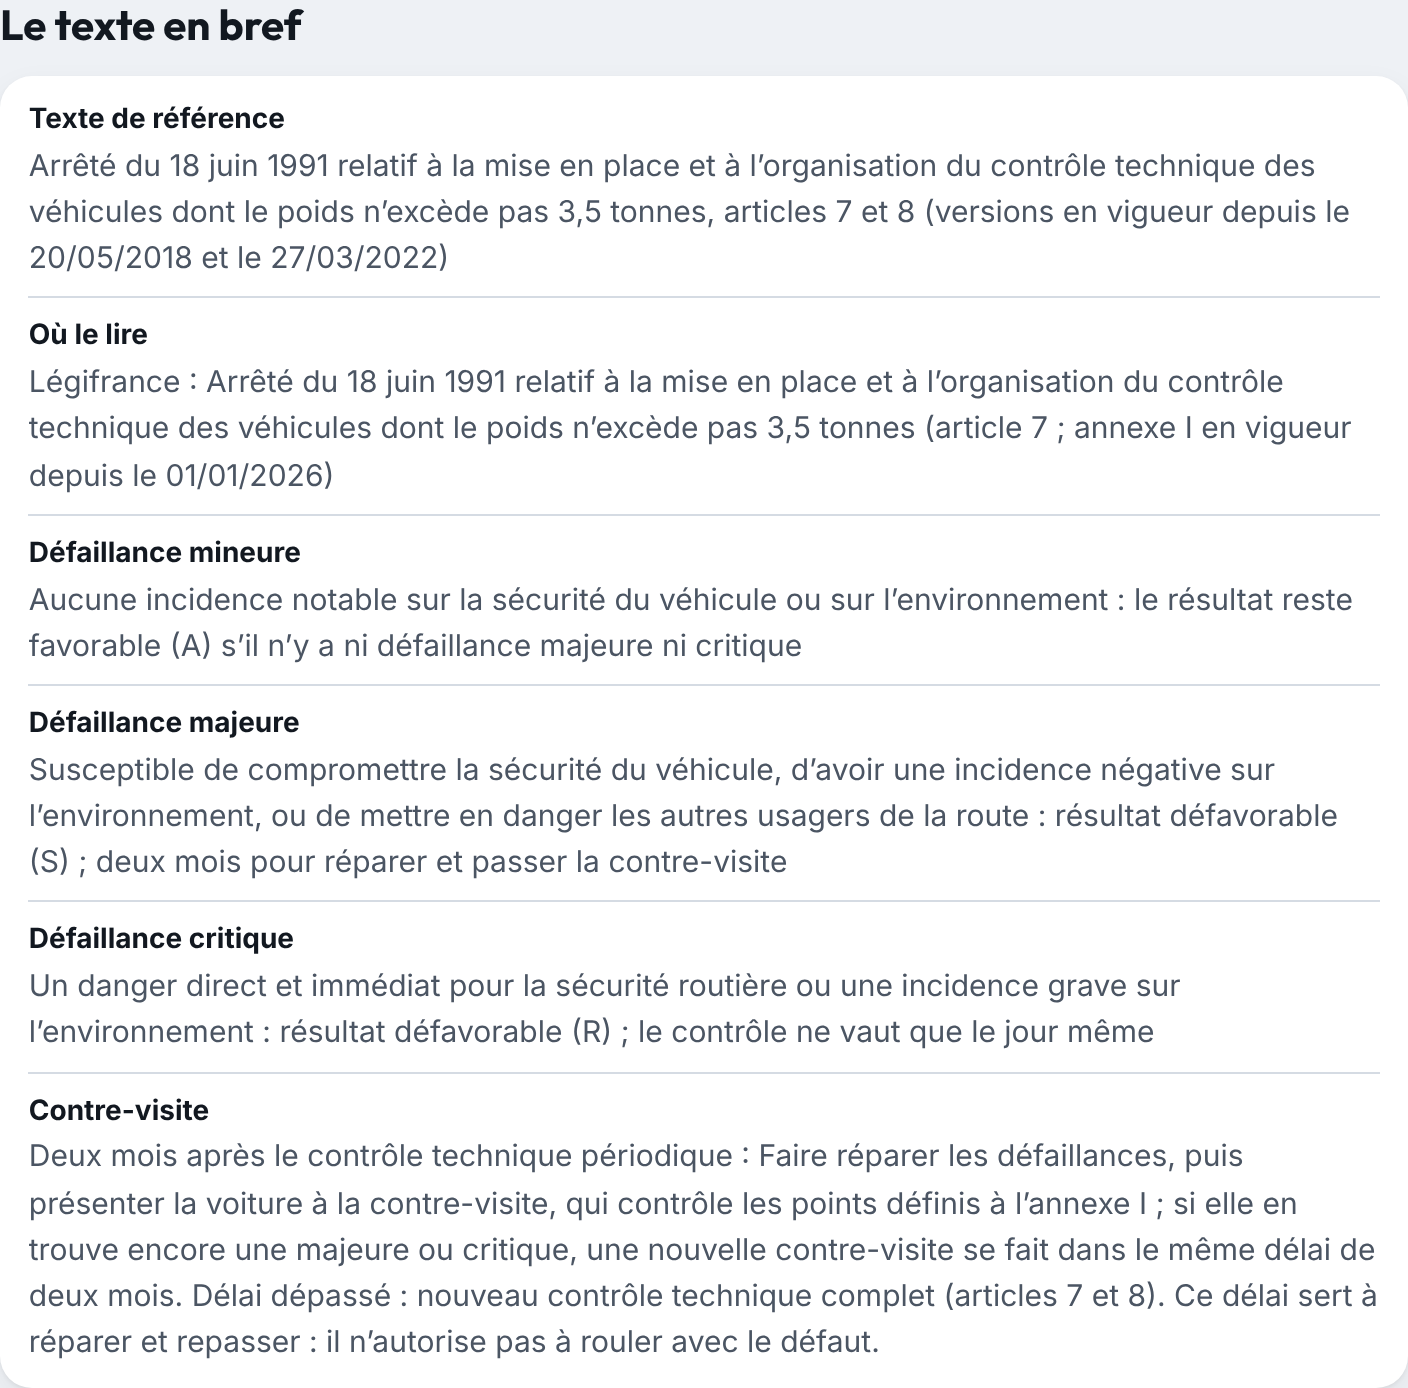 Le texte en bref
Texte de référence
Arrêté du 18 juin 1991 relatif à la mise en place et à l’organisation du contrôle technique des
véhicules dont le poids n’excède pas 3,5 tonnes, articles 7 et 8 (versions en vigueur depuis le
20/05/2018 et le 27/03/2022)
Où le lire
Légifrance : Arrêté du 18 juin 1991 relatif à la mise en place et à l’organisation du contrôle
technique des véhicules dont le poids n’excède pas 3,5 tonnes (article 7 ; annexe I en vigueur
depuis le 01/01/2026)
Défaillance mineure
Aucune incidence notable sur la sécurité du véhicule ou sur l’environnement : le résultat reste
favorable (A) s’il n’y a ni défaillance majeure ni critique
Défaillance majeure
Susceptible de compromettre la sécurité du véhicule, d’avoir une incidence négative sur
l’environnement, ou de mettre en danger les autres usagers de la route : résultat défavorable
(S) ; deux mois pour réparer et passer la contre-visite
Défaillance critique
Un danger direct et immédiat pour la sécurité routière ou une incidence grave sur
l’environnement : résultat défavorable (R) ; le contrôle ne vaut que le jour même
Contre-visite
Deux mois après le contrôle technique périodique : Faire réparer les défaillances, puis
présenter la voiture à la contre-visite, qui contrôle les points définis à l’annexe I ; si elle en
trouve encore une majeure ou critique, une nouvelle contre-visite se fait dans le même délai de
deux mois. Délai dépassé : nouveau contrôle technique complet (articles 7 et 8). Ce délai sert à
réparer et repasser : il n’autorise pas à rouler avec le défaut.